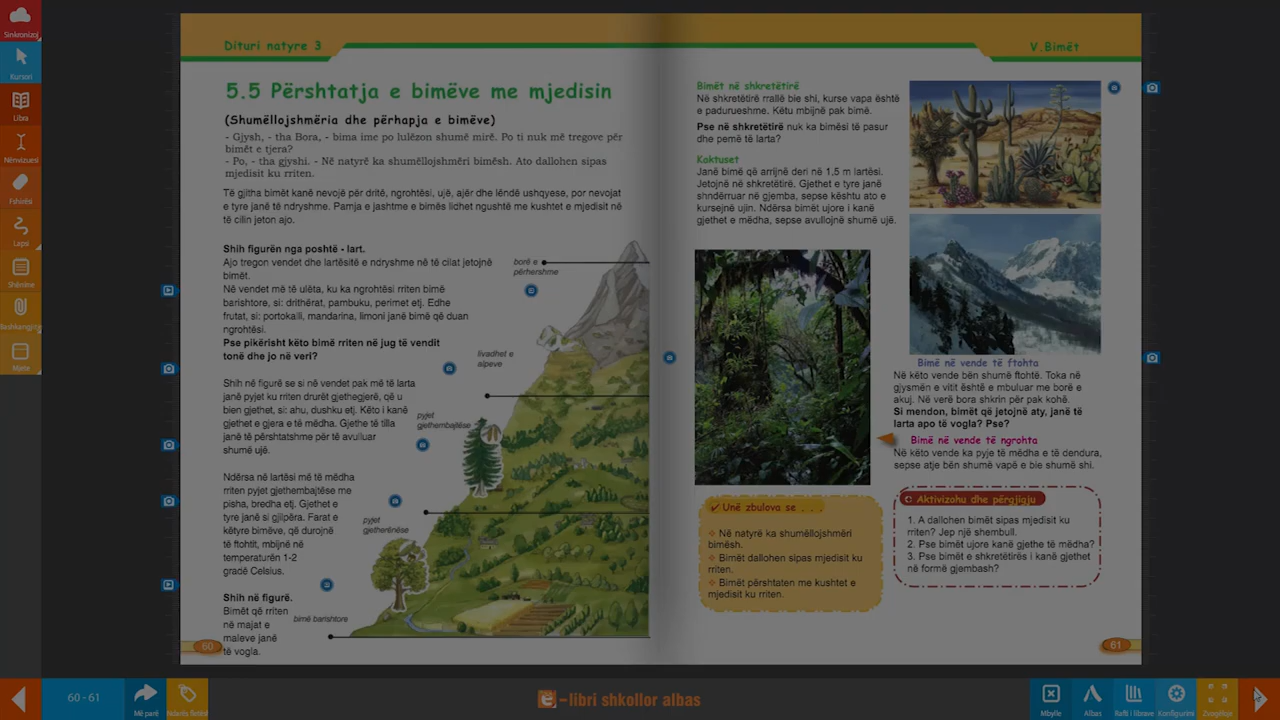 Sinkronizoj
Kursori
Libra
Nënvizuesi
Fshirësi
Lapsi
Shënime
Bashkangjitje
Mjete
Dituri natyre 3
5.5 Përshtatja e bimëve me mjedisin
(Shumëllojshmëria dhe përhapja e bimëve)
- Gjysh, - tha Bora, - bima ime po lulëzon shumë mirë. Po ti nuk më tregove për
bimët e tjera?
- Po, - tha gjyshi. - Në natyrë ka shumëllojshmëri bimësh. Ato dallohen sipas
mjedisit ku rriten.
Të gjitha bimët kanë nevojë për dritë, ngrohtësi, ujë, ajër dhe lëndë ushqyese, por nevojat
e tyre janë të ndryshme. Pamja e jashtme e bimës lidhet ngushtë me kushtet e mjedisit në
të cilin jeton ajo.
Shih figurën nga poshtë - lart.
Ajo tregon vendet dhe lartësitë e ndryshme në të cilat jetojnë
bimët.
Në vendet më të ulëta, ku ka ngrohtësi rriten bimë
barishtore, si: drithërat, pambuku, perimet etj. Edhe
frutat, si: portokalli, mandarina, limoni janë bimë që duan
ngrohtësi.
Pse pikërisht këto bimë rriten në jug të vendit
tonë dhe jo në veri?
Shih në figurë se si në vendet pak më të larta
janë pyjet ku rriten drurët gjethegjerë, që u
bien gjethet, si: ahu, dushku etj. Këto i kanë
gjethet e gjera e të mëdha. Gjethe të tilla
janë të përshtatshme për të avulluar
shumë ujë.
Ndërsa në lartësi më të mëdha
rriten pyjet gjethembajtëse me
pisha, bredha etj. Gjethet e
tyre janë si gjilpëra. Farat e
këtyre bimëve, që durojnë
të ftohtit, mbijnë në
temperaturën 1-2
gradë Celsius.
Shih në figurë.
Bimët që rriten
në majat e
maleve janë
të vogla.
borë e
përhershme
livadhet e
alpeve
pyjet
gjethembajtëse
pyjet
gjetherënëse
bimë barishtore
60
V.Bimët
Bimët në shkretëtirë
Në shkretëtirë rrallë bie shi, kurse vapa është
e padurueshme. Këtu mbijnë pak bimë.
Pse në shkretëtirë nuk ka bimësi të pasur
dhe pemë të larta?
Kaktuset
Janë bimë që arrijnë deri në 1,5 m lartësi.
Jetojnë në shkretëtirë. Gjethet e tyre janë
shndërruar në gjemba, sepse kështu ato e
kursejnë ujin. Ndërsa bimët ujore i kanë
gjethet e mëdha, sepse avullojnë shumë ujë.
Bimë në vende të ftohta
Në këto vende bën shumë ftohtë. Toka në
gjysmën e vitit është e mbuluar me borë e
akuj. Në verë bora shkrin për pak kohë.
Si mendon, bimët që jetojnë aty, janë të
larta apo të vogla? Pse?
Bimë në vende të ngrohta
Në këto vende ka pyje të mëdha e të dendura,
sepse atje bën shumë vapë e bie shumë shi.
Unë zbulova se . . .
Në natyrë ka shumëllojshmëri
bimësh.
Bimët dallohen sipas mjedisit ku
rriten.
Bimët përshtaten me kushtet e
mjedisit ku rriten.
Aktivizohu dhe përgjigju
1. A dallohen bimët sipas mjedisit ku
rriten? Jep një shembull.
2. Pse bimët ujore kanë gjethe të mëdha?
3. Pse bimët e shkretëtirës i kanë gjethet
në formë gjembash?
61
60 - 61
Më parë
Ndërto fletinë
e-libri shkollor albas
Mbylle
Albas
Rafti i librave
Konfigurimi
Zvogëloje